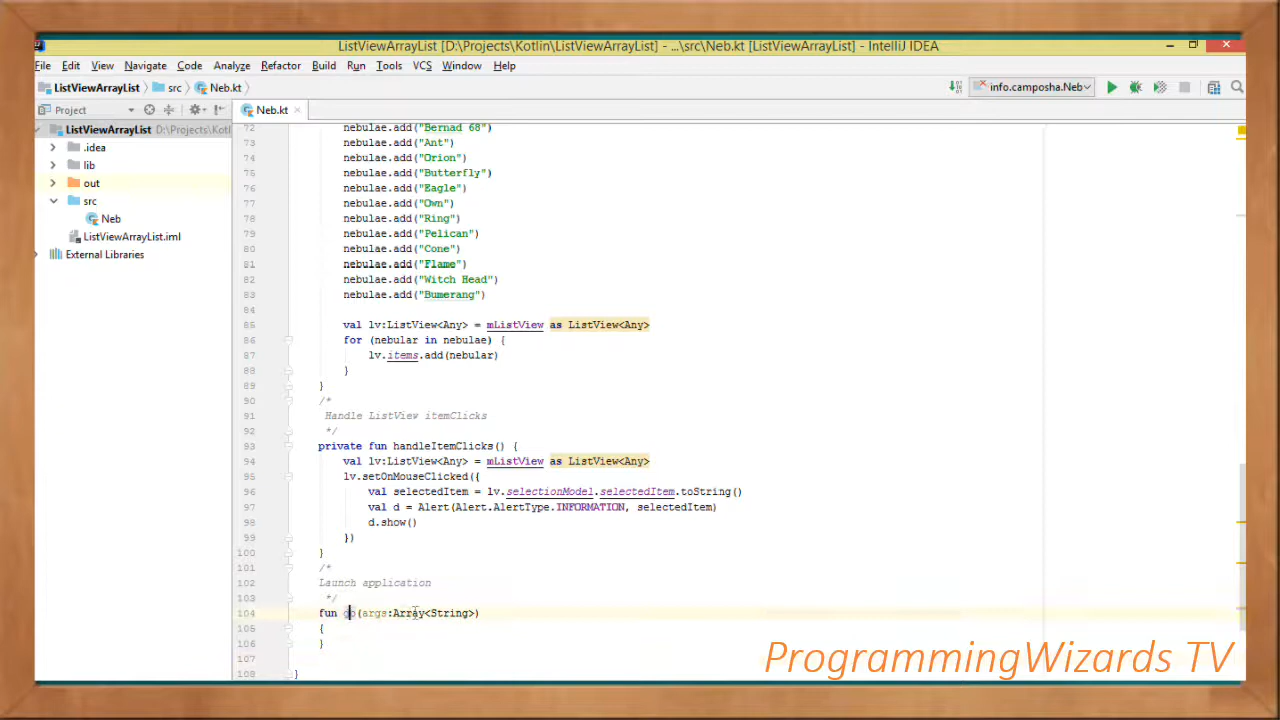 ListViewArrayList [D:\Projects\Kotlin\ListViewArrayList] - ...\src\Neb.kt [ListViewArrayList] - IntelliJ IDEA
File Edit View Navigate Code Analyze Refactor Build Run Tools VCS Window Help
ListViewArrayList src Neb.kt info.camposha.Neb
Project Neb.kt
ListViewArrayList D:\Projects\Kotl
.idea
lib
out
src
Neb
ListViewArrayList.iml
External Libraries
72 nebulae.add("Bernad 68")
73 nebulae.add("Ant")
74 nebulae.add("Orion")
75 nebulae.add("Butterfly")
76 nebulae.add("Eagle")
77 nebulae.add("Own")
78 nebulae.add("Ring")
79 nebulae.add("Pelican")
80 nebulae.add("Cone")
81 nebulae.add("Flame")
82 nebulae.add("Witch Head")
83 nebulae.add("Bumerang")
84
85 val lv:ListView<Any> = mListView as ListView<Any>
86 for (nebular in nebulae) {
87 lv.items.add(nebular)
88 }
89 }
90 /*
91 Handle ListView itemClicks
92 */
93 private fun handleItemClicks() {
94 val lv:ListView<Any> = mListView as ListView<Any>
95 lv.setOnMouseClicked({
96 val selectedItem = lv.selectionModel.selectedItem.toString()
97 val d = Alert(Alert.AlertType.INFORMATION, selectedItem)
98 d.show()
99 })
100 }
101 /*
102 Launch application
103 */
104 fun go(args:Array<String>)
105 {
106 }
107
108 }
ProgrammingWizards TV